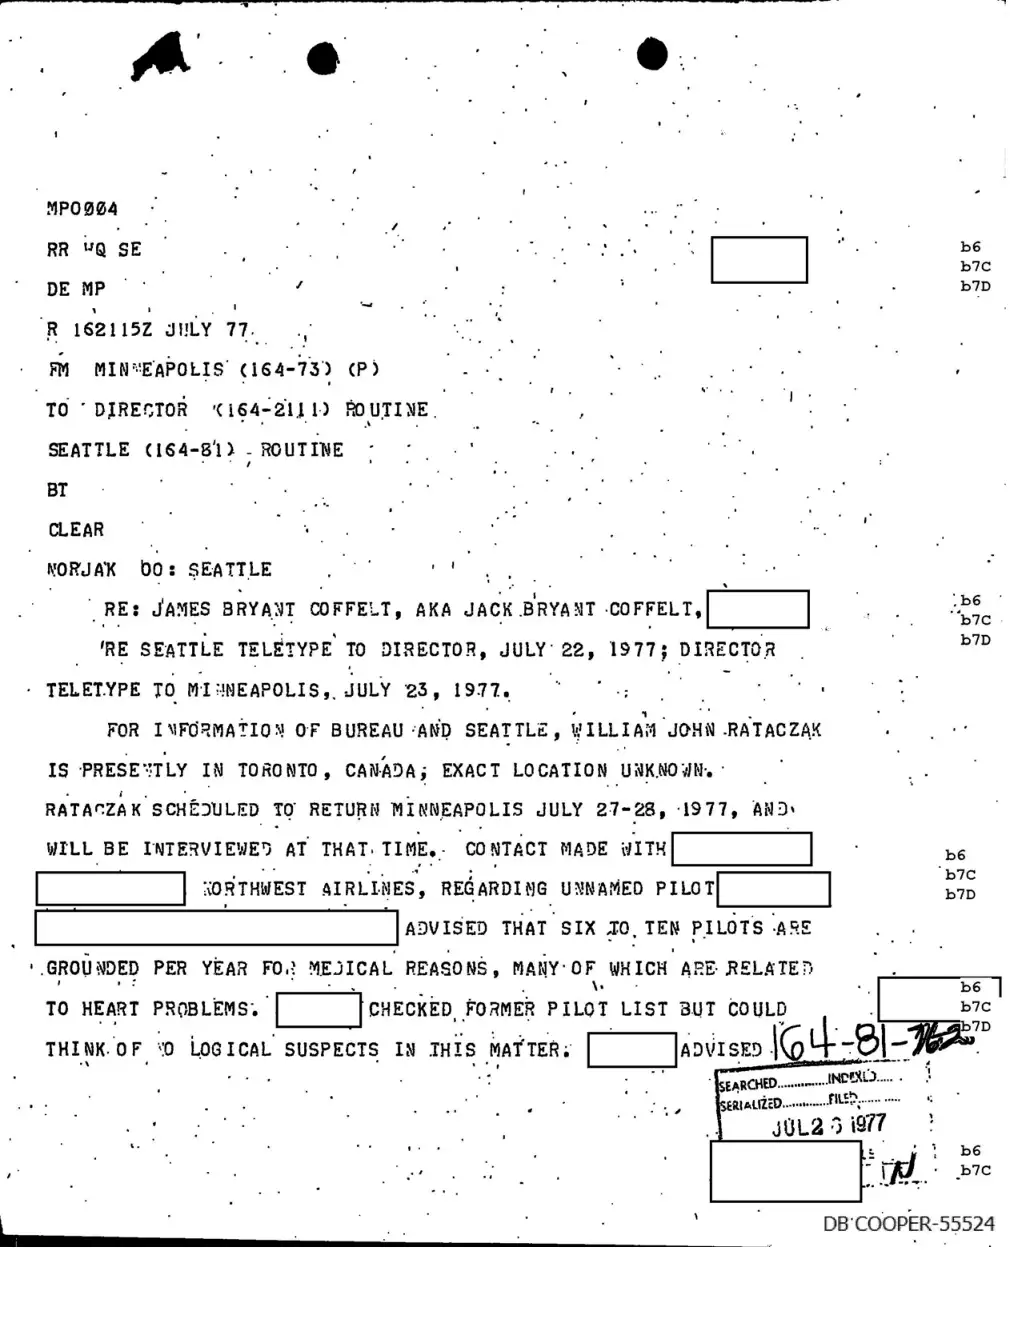 MPO004
RR HQ SE
b6
b7C
b7D
DE MP
R 162115Z JULY 77
FM MINNEAPOLIS (164-73) (P)
TO DIRECTOR (164-2111) ROUTINE
SEATTLE (164-81) ROUTINE
BT
CLEAR
NORJAK OO: SEATTLE
RE: JAMES BRYANT COFFELT, AKA JACK BRYANT COFFELT,
b6
b7C
b7D
RE SEATTLE TELETYPE TO DIRECTOR, JULY 22, 1977; DIRECTOR
TELETYPE TO MINNEAPOLIS, JULY 23, 1977.
FOR INFORMATION OF BUREAU AND SEATTLE, WILLIAM JOHN RATACZAK
IS PRESENTLY IN TORONTO, CANADA; EXACT LOCATION UNKNOWN.
RATACZAK SCHEDULED TO RETURN MINNEAPOLIS JULY 27-28, 1977, AND
WILL BE INTERVIEWED AT THAT TIME. CONTACT MADE WITH
b6
b7C
b7D
NORTHWEST AIRLINES, REGARDING UNNAMED PILOT
ADVISED THAT SIX TO TEN PILOTS ARE
GROUNDED PER YEAR FOR MEDICAL REASONS, MANY OF WHICH ARE RELATED
TO HEART PROBLEMS. CHECKED FORMER PILOT LIST BUT COULD
b6
b7C
b7D
THINK OF NO LOGICAL SUSPECTS IN THIS MATTER. ADVISED
164-81-762
SEARCHED INDEXED
SERIALIZED FILED
JUL 26 1977
b6
b7C
DB COOPER-55524